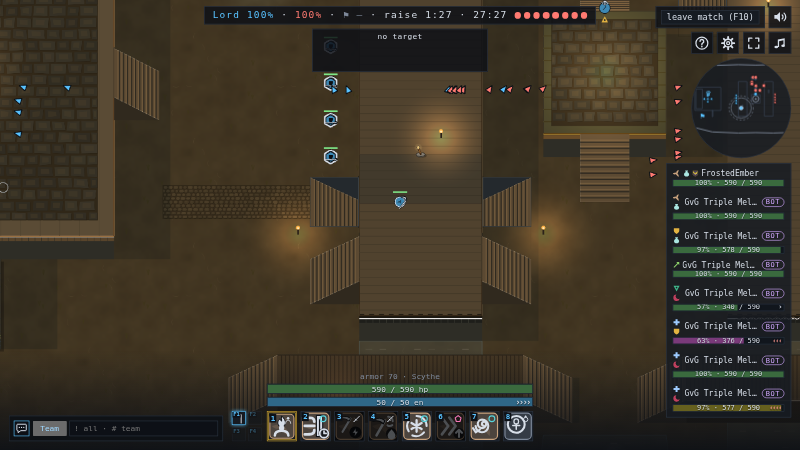 Lord 100% · 100% · ⚑ — · raise 1:27 · 27:27
leave match (F10)
no target
FrostedEmber
100% · 590 / 590
GvG Triple Mel… BOT
100% · 590 / 590
GvG Triple Mel… BOT
97% · 578 / 590
GvG Triple Mel… BOT
100% · 590 / 590
GvG Triple Mel… BOT
57% · 340 / 590
GvG Triple Mel… BOT
63% · 376 / 590
GvG Triple Mel… BOT
100% · 590 / 590
GvG Triple Mel… BOT
97% · 577 / 590
armor 70 · Scythe
590 / 590 hp
50 / 50 en
F1 F2
F3 F4
1 2 3 4 5 6 7 8
Team ! all · # team